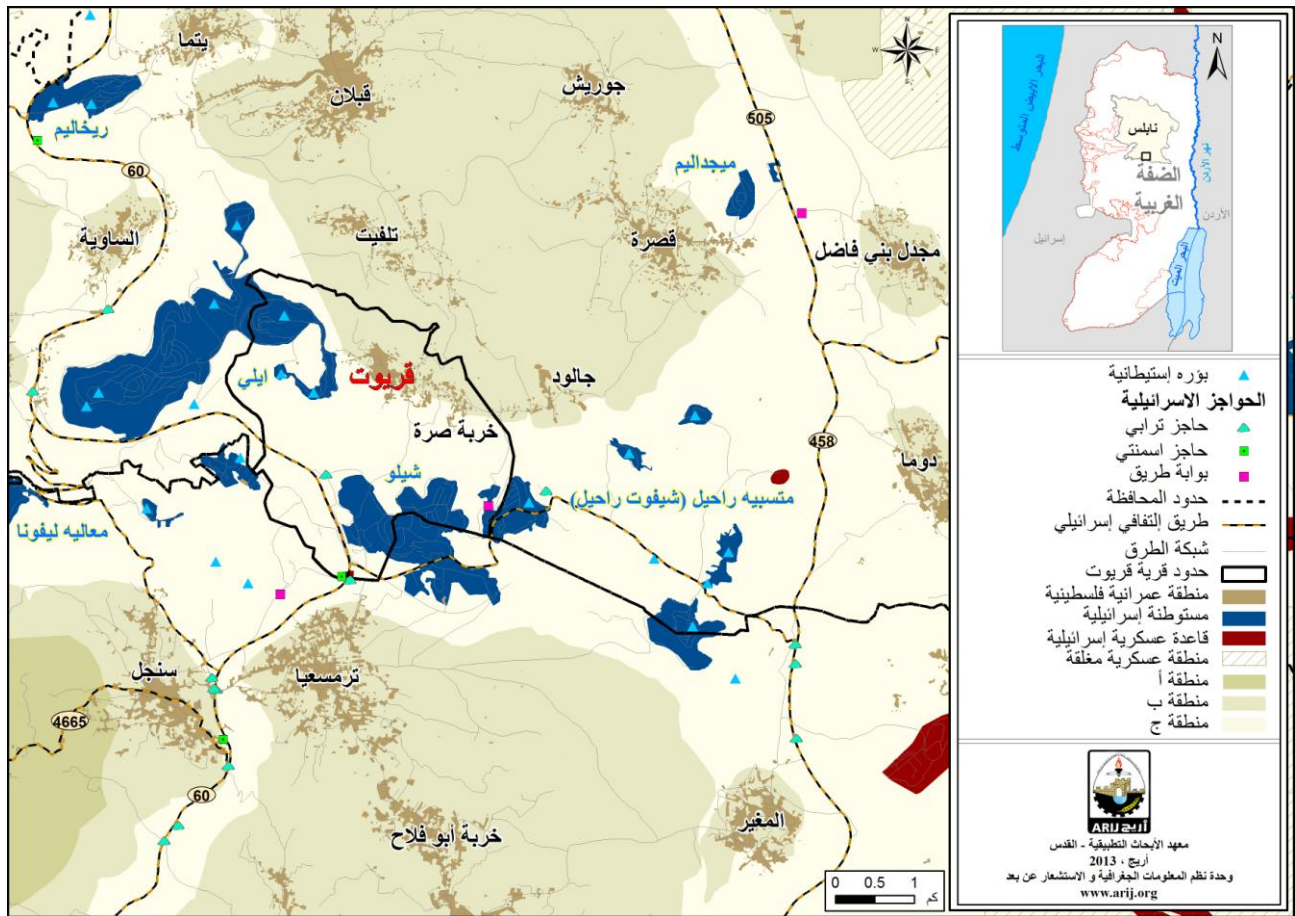 يتما
قبلان
جوريش
ريخاليم
505
60
ميجداليم
الساوية
تلفيت
قصرة
مجدل بني فاضل
ايلي
قريوت
جالود
خربة صرة
458
دوما
شيلو
متسبيه راحيل (شيفوت راحيل)
معاليه ليفونا
سنجل
ترمسعيا
4665
60
المغير
خربة أبو فلاح
0 0.5 1
كم
N
W E
S
N
البحر الابيض المتوسط
نابلس
نهر الأردن
الضفة
الغربية
الأردن
إسرائيل
البحر الميت
بؤره إستيطانية
الحواجز الاسرائيلية
حاجز ترابي
حاجز اسمنتي
بوابة طريق
حدود المحافظة
طريق إلتفافي إسرائيلي
شبكة الطرق
حدود قرية قريوت
منطقة عمرانية فلسطينية
مستوطنة إسرائيلية
قاعدة عسكرية إسرائيلية
منطقة عسكرية مغلقة
منطقة أ
منطقة ب
منطقة ج
ARIJ أريج
معهد الأبحاث التطبيقية - القدس
أريج ، 2013
وحدة نظم المعلومات الجغرافية و الاستشعار عن بعد
www.arij.org